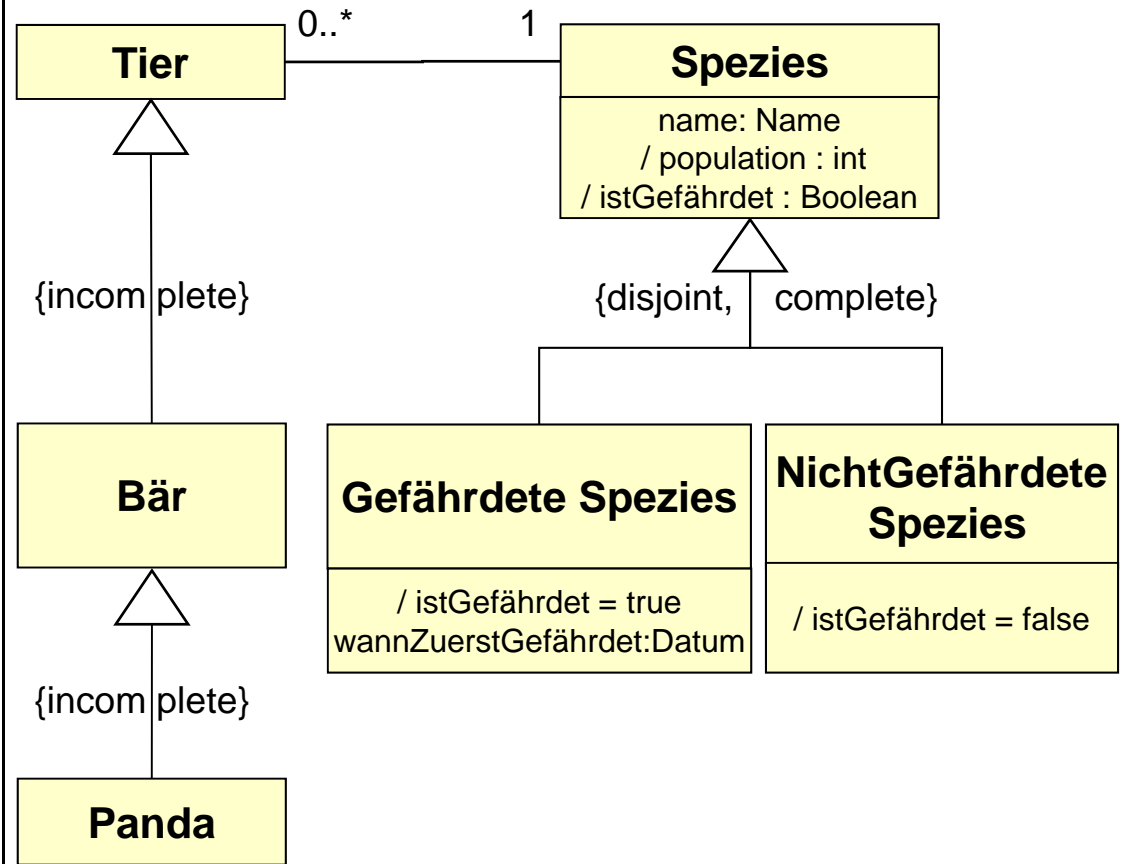 0..* 1
Tier
Spezies
name: Name
/ population : int
/ istGefährdet : Boolean
{incom plete}
{disjoint, complete}
Bär
Gefährdete Spezies
/ istGefährdet = true
wannZuerstGefährdet:Datum
NichtGefährdete
Spezies
/ istGefährdet = false
{incom plete}
Panda